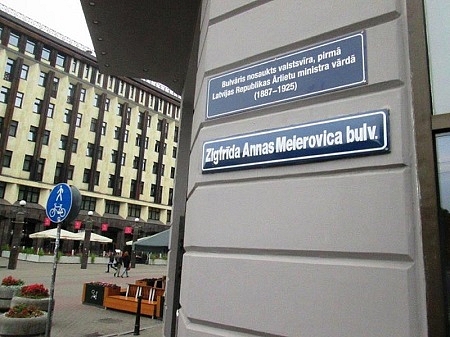 Bulvāris nosaukts valstsvīra, pirmā
Latvijas Republikas Ārlietu ministra vārdā
(1887–1925)
Zigfrīda Annas Meierovica bulv.